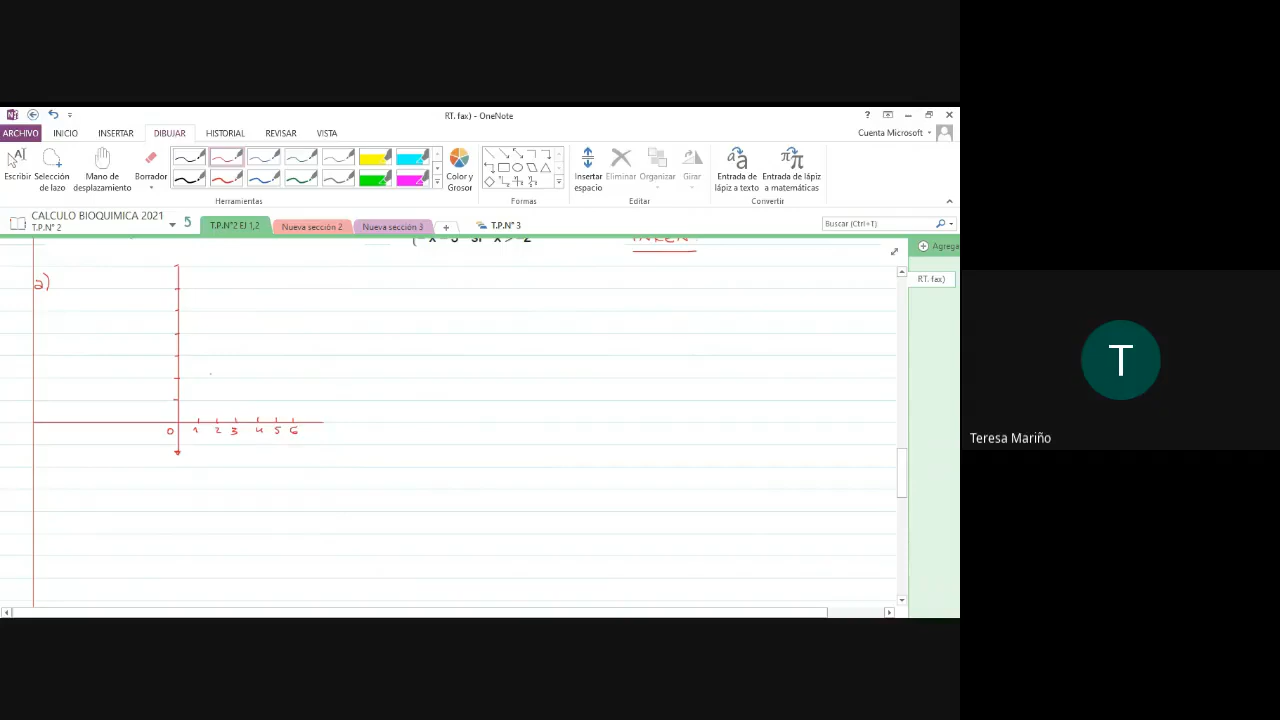 RT. fax) - OneNote
?
ARCHIVO INICIO INSERTAR DIBUJAR HISTORIAL REVISAR VISTA
Cuenta Microsoft
Escribir
Selección de lazo
Mano de desplazamiento
Borrador
Color y Grosor
Insertar espacio
Eliminar
Organizar
Girar
Entrada de lápiz a texto
Entrada de lápiz a matemáticas
Herramientas
Formas
Editar
Convertir
CALCULO BIOQUIMICA 2021
T.P.N° 2
T.P.N°2 EJ 1,2
Nueva sección 2
Nueva sección 3
+
T.P.N° 3
Buscar (Ctrl+T)
Agrega
RT. fax)
a)
0 1 2 3 4 5 6
T
Teresa Mariño